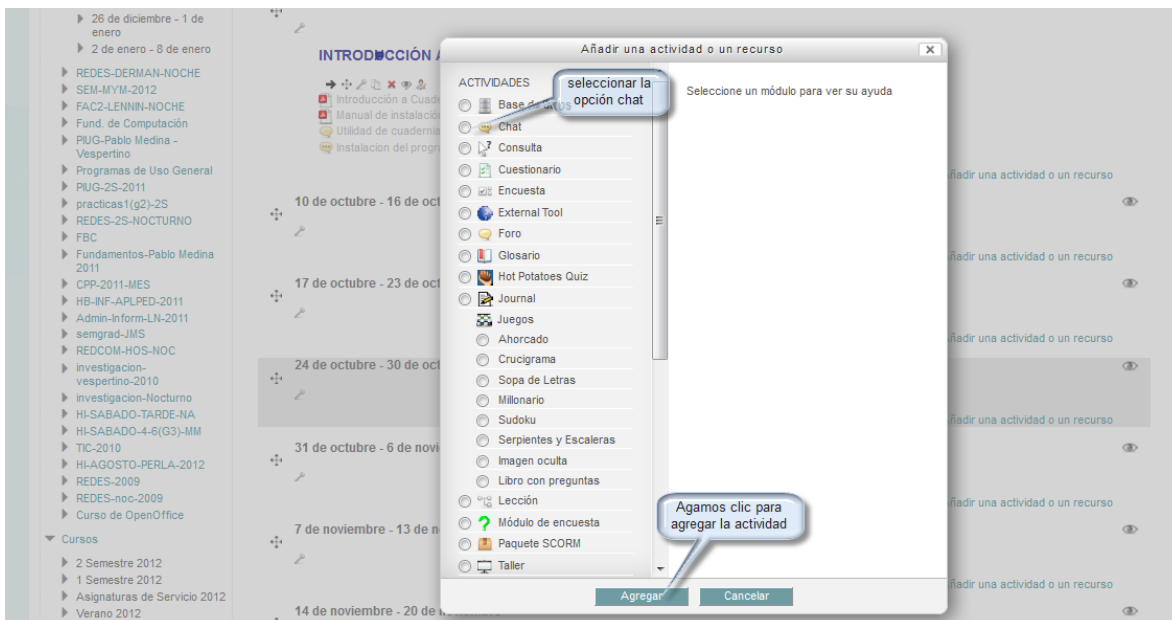 26 de diciembre - 1 de
enero
2 de enero - 8 de enero
REDES-DERMAN-NOCHE
SEM-MYM-2012
FAC2-LENNIN-NOCHE
Fund. de Computación
PIUG-Pablo Medina -
Vespertino
Programas de Uso General
PIUG-2S-2011
practicas1(g2)-2S
REDES-2S-NOCTURNO
FBC
Fundamentos-Pablo Medina
2011
CPP-2011-MES
HB-INF-APLPED-2011
Admin-Inform-LN-2011
semgrad-JMS
REDCOM-HOS-NOC
investigacion-
vespertino-2010
investigacion-Nocturno
HI-SABADO-TARDE-NA
HI-SABADO-4-6(G3)-MM
TIC-2010
HI-AGOSTO-PERLA-2012
REDES-2009
REDES-noc-2009
Curso de OpenOffice
Cursos
2 Semestre 2012
1 Semestre 2012
Asignaturas de Servicio 2012
Verano 2012
INTRODUCCIÓN A
Introducción a Cuade
Manual de instalación
Utilidad de cuadernia
Instalacion del progr
10 de octubre - 16 de oct
17 de octubre - 23 de oct
24 de octubre - 30 de oct
31 de octubre - 6 de novi
7 de noviembre - 13 de n
14 de noviembre - 20 de
Añadir una actividad o un recurso
ACTIVIDADES
seleccionar la
opción chat
Base de
Chat
Consulta
Cuestionario
Encuesta
External Tool
Foro
Glosario
Hot Potatoes Quiz
Journal
Juegos
Ahorcado
Crucigrama
Sopa de Letras
Millonario
Sudoku
Serpientes y Escaleras
Imagen oculta
Libro con preguntas
Lección
Módulo de encuesta
Paquete SCORM
Taller
Seleccione un módulo para ver su ayuda
Agamos clic para
agregar la actividad
Agregar
Cancelar
ñadir una actividad o un recurso
ñadir una actividad o un recurso
ñadir una actividad o un recurso
ñadir una actividad o un recurso
ñadir una actividad o un recurso
ñadir una actividad o un recurso